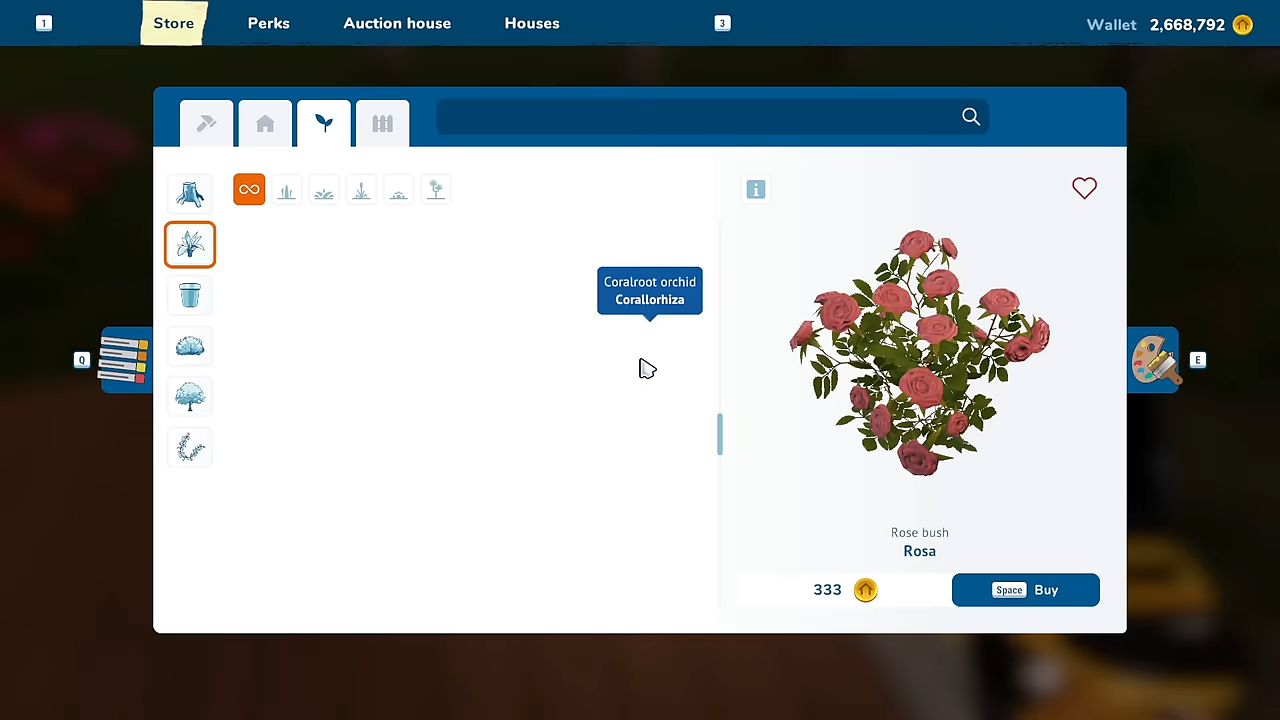 1
Store
Perks
Auction house
Houses
3
Wallet 2,668,792
Coralroot orchid
Corallorhiza
Q
E
Rose bush
Rosa
333
Space Buy